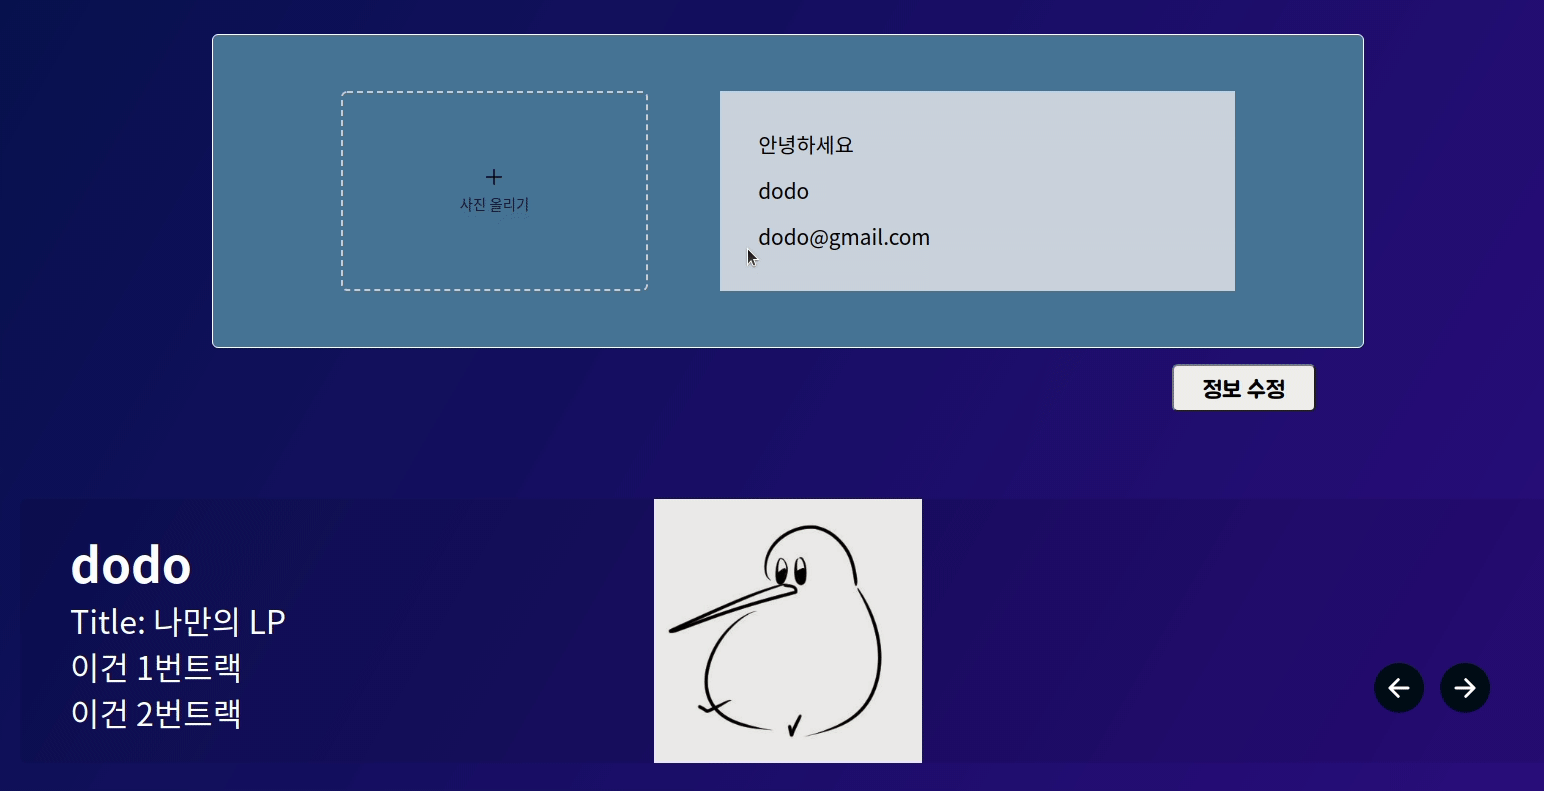 사진 올리기
안녕하세요
dodo
dodo@gmail.com
정보 수정
dodo
Title: 나만의 LP
이건 1번트랙
이건 2번트랙